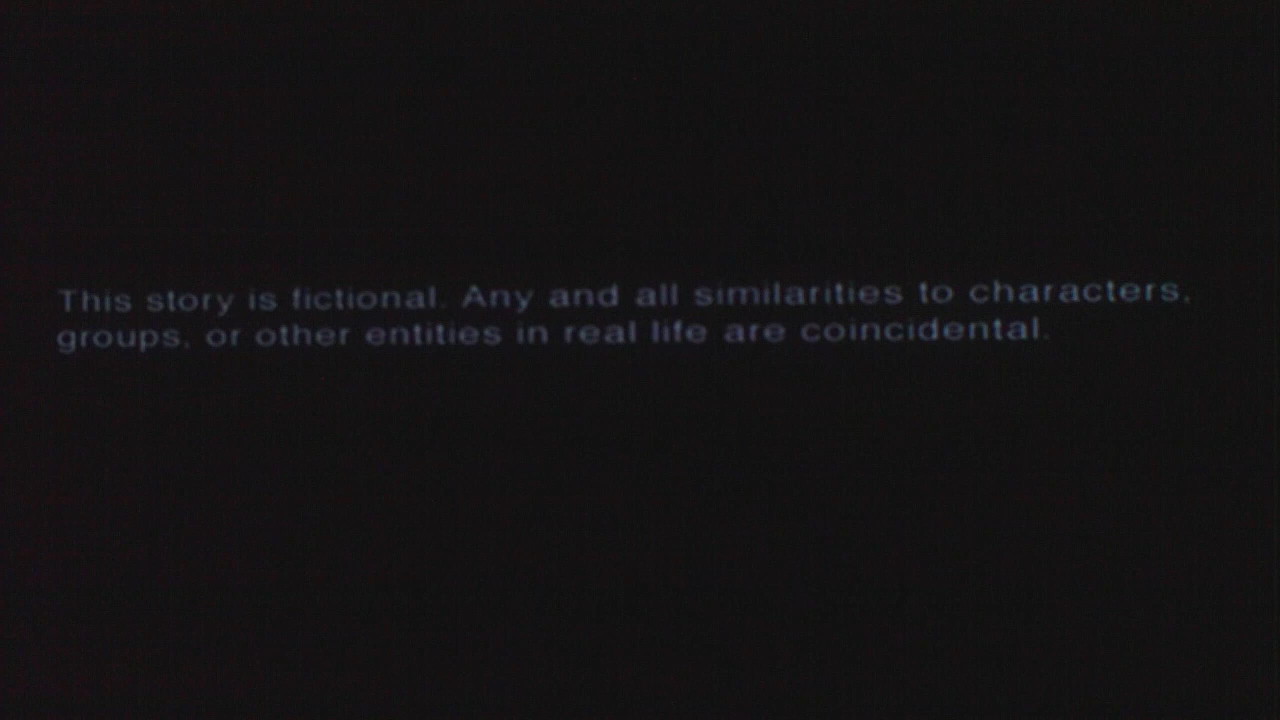 This story is fictional. Any and all similarities to characters,
groups, or other entities in real life are coincidental.